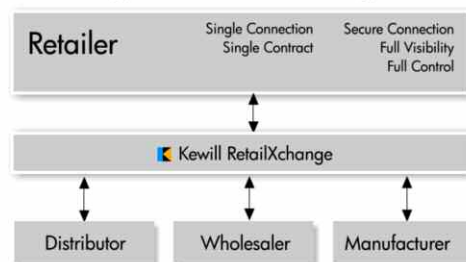 Retailer
Single Connection
Single Contract
Secure Connection
Full Visibility
Full Control
Kewill RetailXchange
Distributor
Wholesaler
Manufacturer